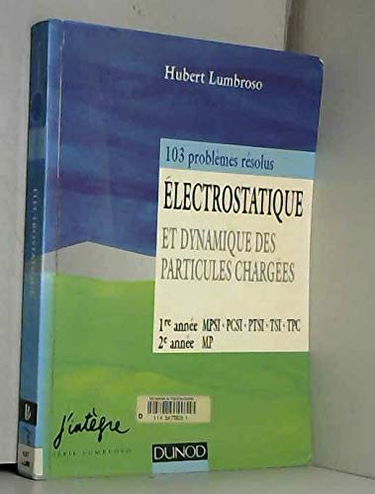 Hubert Lumbroso
103 problèmes résolus
ÉLECTROSTATIQUE
ET DYNAMIQUE DES
PARTICULES CHARGÉES
1re année MPSI · PCSI · PTSI · TSI · TPC
2e année MP
j'intègre
SÉRIE LUMBROSO
DUNOD
ÉLECTROSTATIQUE